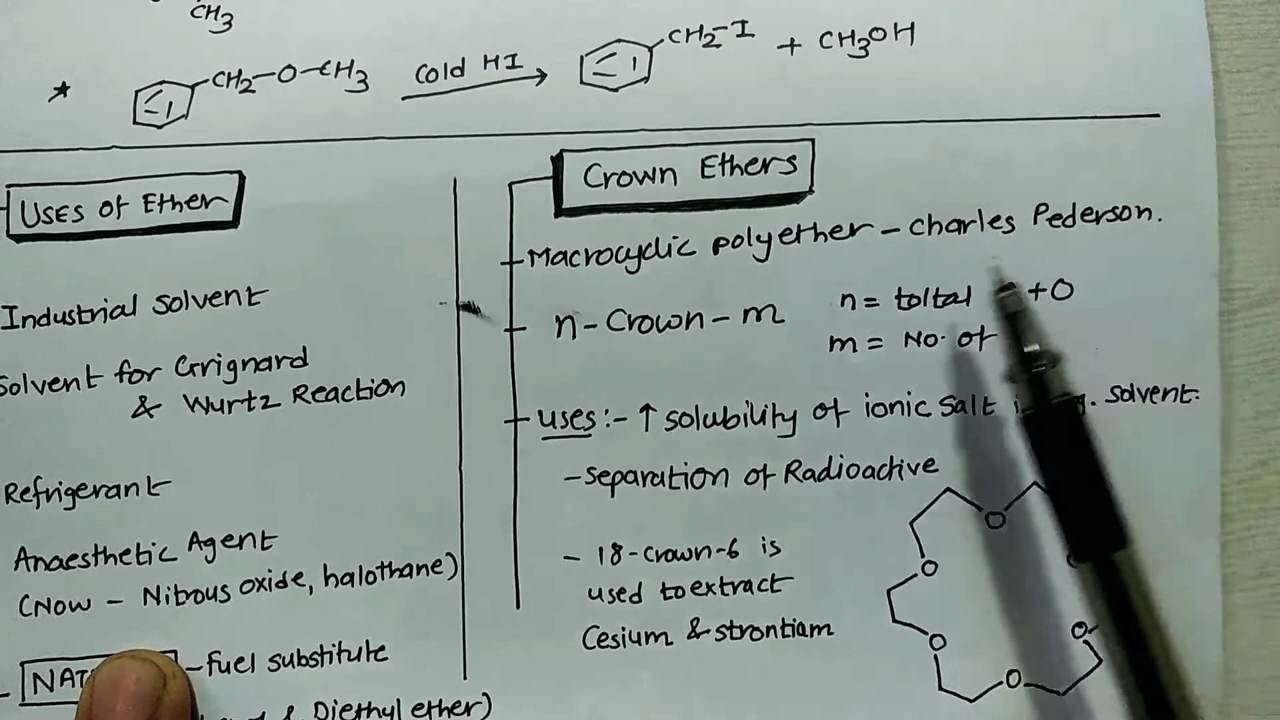 CH3
* CH2-O-CH3 Cold HI CH2-I + CH3OH
Uses of Ether
Industrial solvent
Solvent for Grignard
& Wurtz Reaction
Refrigerant
Anaesthetic Agent
(Now - Nitrous oxide, halothane)
NAT - fuel substitute
& Diethyl ether)
Crown Ethers
Macrocyclic polyether - charles Pederson.
n-Crown-m
n = toltal +O
m = No. of
uses :- ↑ solubility of ionic salt solvent.
- separation of Radioactive
- 18-crown-6 is
used to extract
Cesium & strontiam
O
O
O
O
O